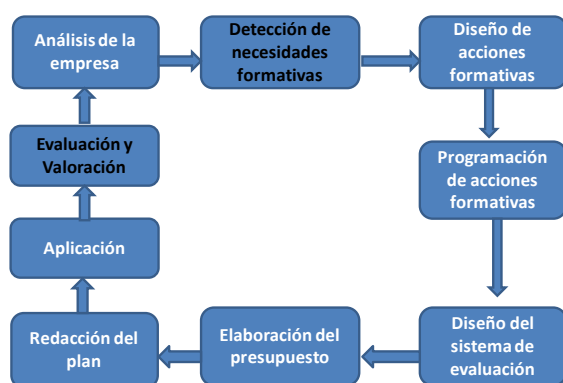 Análisis de la
empresa
Detección de
necesidades
formativas
Diseño de
acciones
formativas
Programación
de acciones
formativas
Diseño del
sistema de
evaluación
Elaboración del
presupuesto
Redacción del
plan
Aplicación
Evaluación y
Valoración